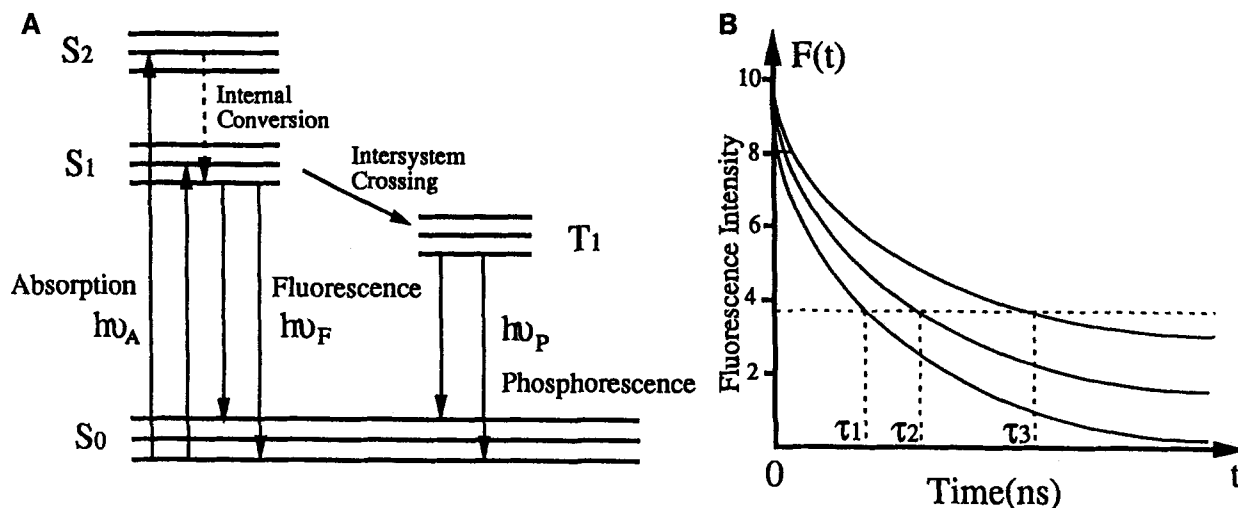 A
S2
Internal
Conversion
S1
Intersystem
Crossing
T1
Absorption
hυA
Fluorescence
hυF
hυP
Phosphorescence
S0
B
F(t)
10
8
6
4
2
Fluorescence Intensity
τ1
τ2
τ3
0
Time(ns)
t